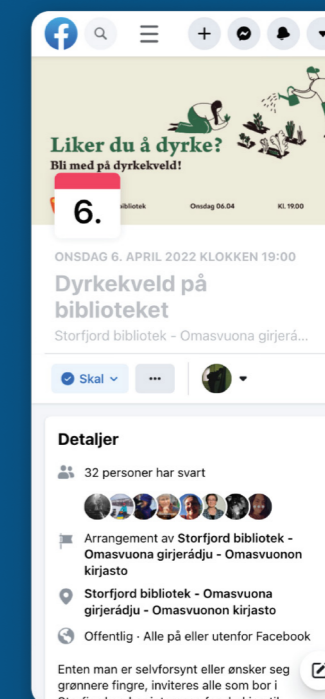 Liker du å dyrke?
Bli med på dyrkekveld!
bibliotek Onsdag 06.04 Kl. 19.00
6.
ONSDAG 6. APRIL 2022 KLOKKEN 19:00
Dyrkekveld på
biblioteket
Storfjord bibliotek - Omasvuona girjerá...
Skal
Detaljer
32 personer har svart
Arrangement av Storfjord bibliotek -
Omasvuona girjerádju - Omasvuonon
kirjasto
Storfjord bibliotek - Omasvuona
girjerádju - Omasvuonon kirjasto
Offentlig · Alle på eller utenfor Facebook
Enten man er selvforsynt eller ønsker seg
grønnere fingre, inviteres alle som bor i